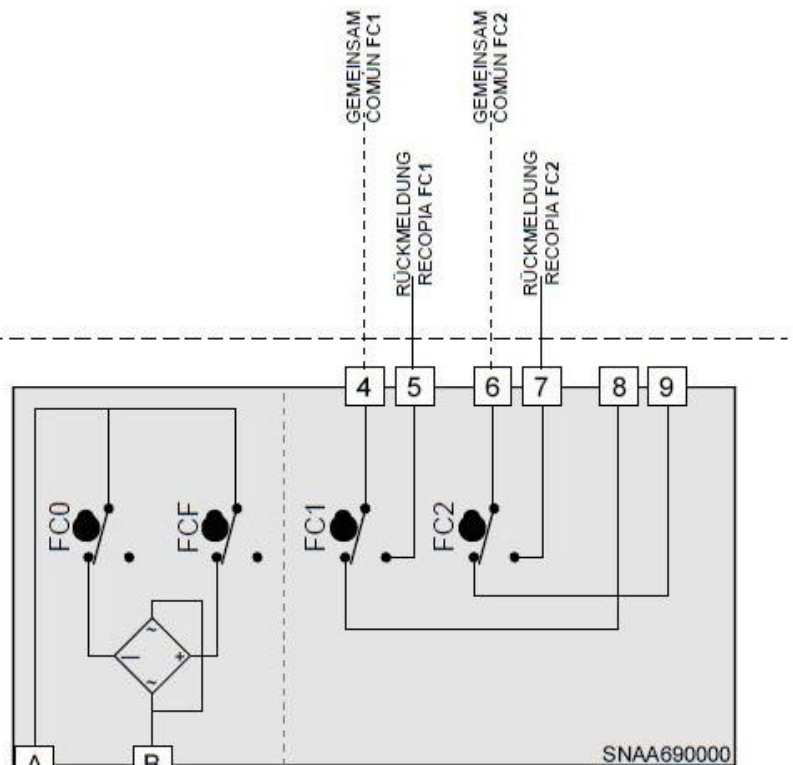 GEMEINSAM
COMÚN FC1
RÜCKMELDUNG
RECOPIA FC1
GEMEINSAM
COMÚN FC2
RÜCKMELDUNG
RECOPIA FC2
4
5
6
7
8
9
FC0
FCF
FC1
FC2
~
− +
~
A
B
SNAA690000